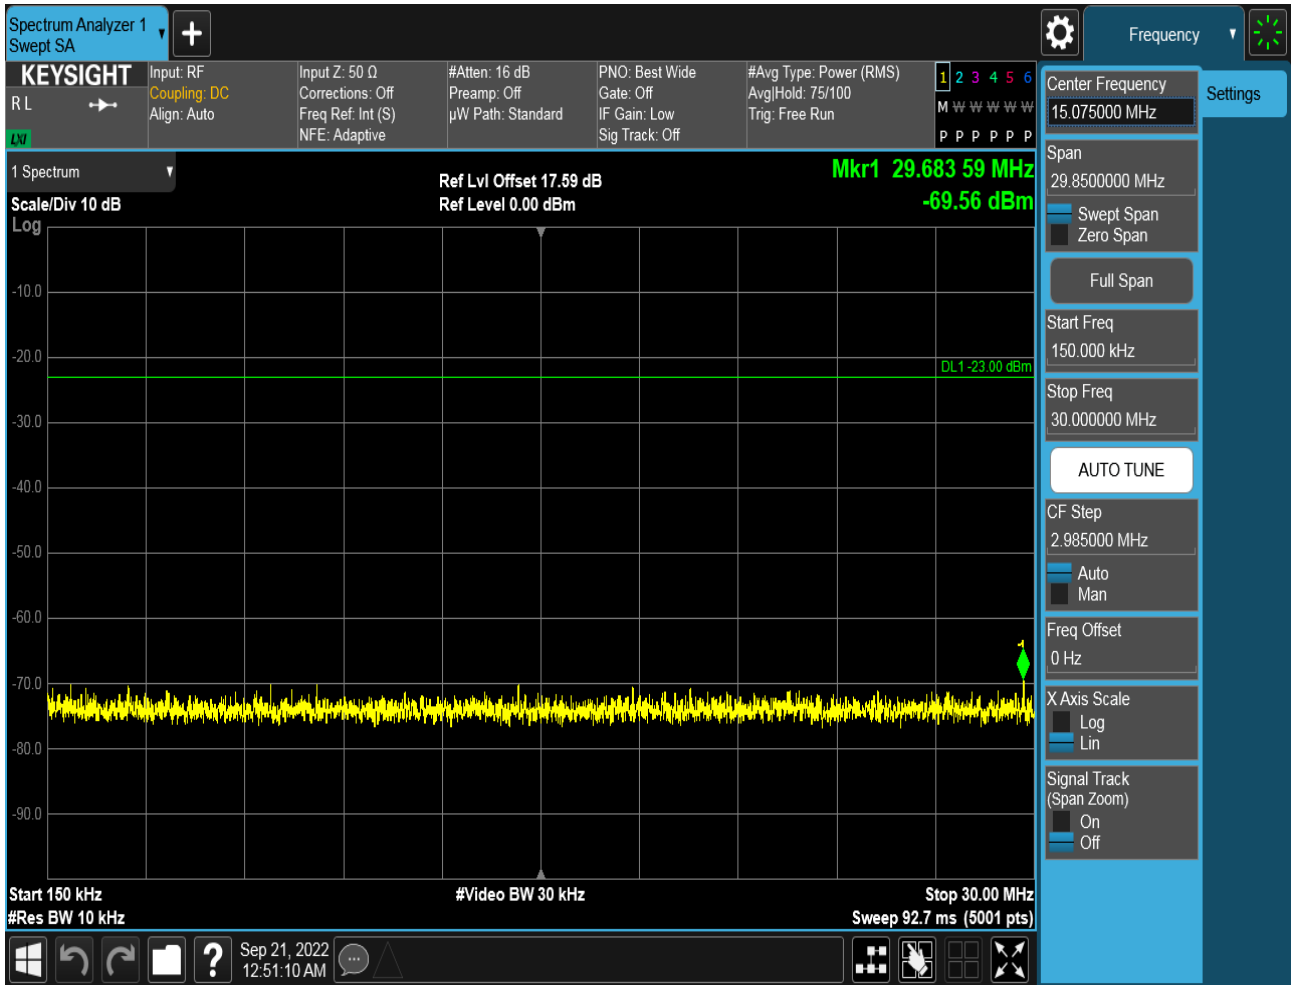 Spectrum Analyzer 1
Swept SA
Frequency
KEYSIGHT
R L
LXI
Input: RF
Coupling: DC
Align: Auto
Input Z: 50 Ω
Corrections: Off
Freq Ref: Int (S)
NFE: Adaptive
#Atten: 16 dB
Preamp: Off
µW Path: Standard
PNO: Best Wide
Gate: Off
IF Gain: Low
Sig Track: Off
#Avg Type: Power (RMS)
Avg|Hold: 75/100
Trig: Free Run
1 2 3 4 5 6
M W W W W W
P P P P P P
1 Spectrum
Scale/Div 10 dB
Log
Ref Lvl Offset 17.59 dB
Ref Level 0.00 dBm
Mkr1 29.683 59 MHz
-69.56 dBm
-10.0
-20.0
DL1 -23.00 dBm
-30.0
-40.0
-50.0
-60.0
1
-70.0
-80.0
-90.0
Start 150 kHz
#Video BW 30 kHz
Stop 30.00 MHz
#Res BW 10 kHz
Sweep 92.7 ms (5001 pts)
?
Sep 21, 2022
12:51:10 AM
Center Frequency
15.075000 MHz
Settings
Span
29.8500000 MHz
Swept Span
Zero Span
Full Span
Start Freq
150.000 kHz
Stop Freq
30.000000 MHz
AUTO TUNE
CF Step
2.985000 MHz
Auto
Man
Freq Offset
0 Hz
X Axis Scale
Log
Lin
Signal Track
(Span Zoom)
On
Off